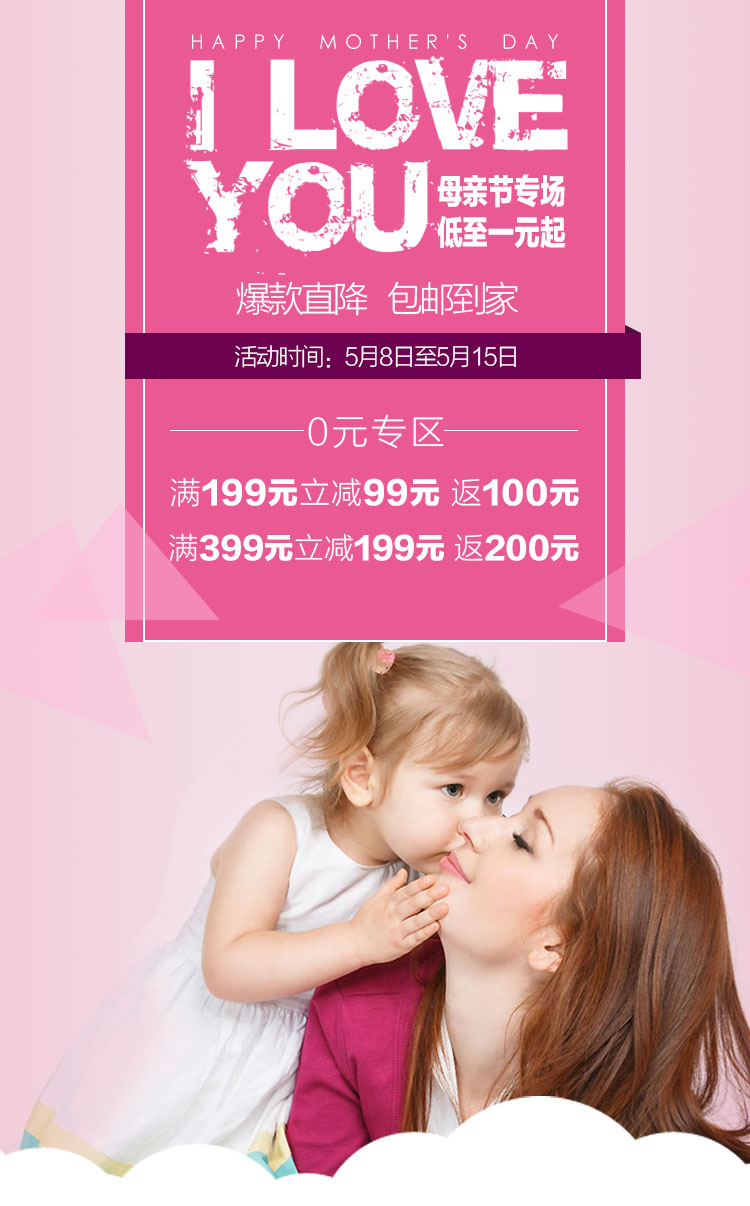 HAPPY MOTHER'S DAY
I LOVE
YOU
母亲节专场
低至一元起
爆款直降 包邮到家
活动时间：5月8日至5月15日
0元专区
满199元立减99元 返100元
满399元立减199元 返200元